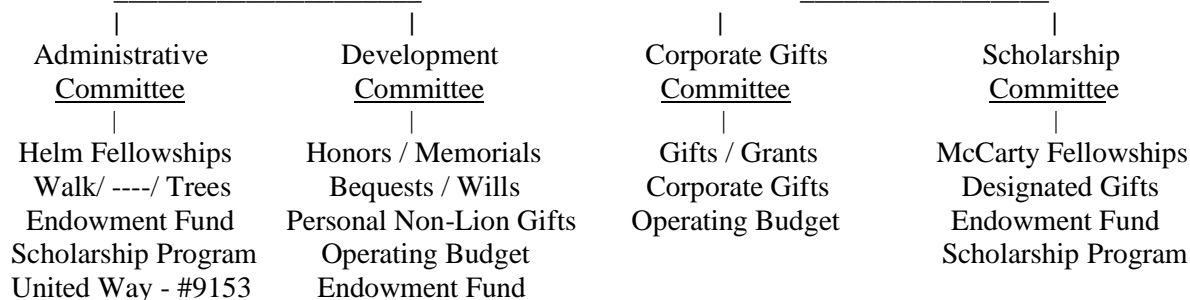 Administrative Development Corporate Gifts Scholarship
Committee Committee Committee Committee
Helm Fellowships Honors / Memorials Gifts / Grants McCarty Fellowships
Walk/ ----/ Trees Bequests / Wills Corporate Gifts Designated Gifts
Endowment Fund Personal Non-Lion Gifts Operating Budget Endowment Fund
Scholarship Program Operating Budget Scholarship Program
United Way - #9153 Endowment Fund